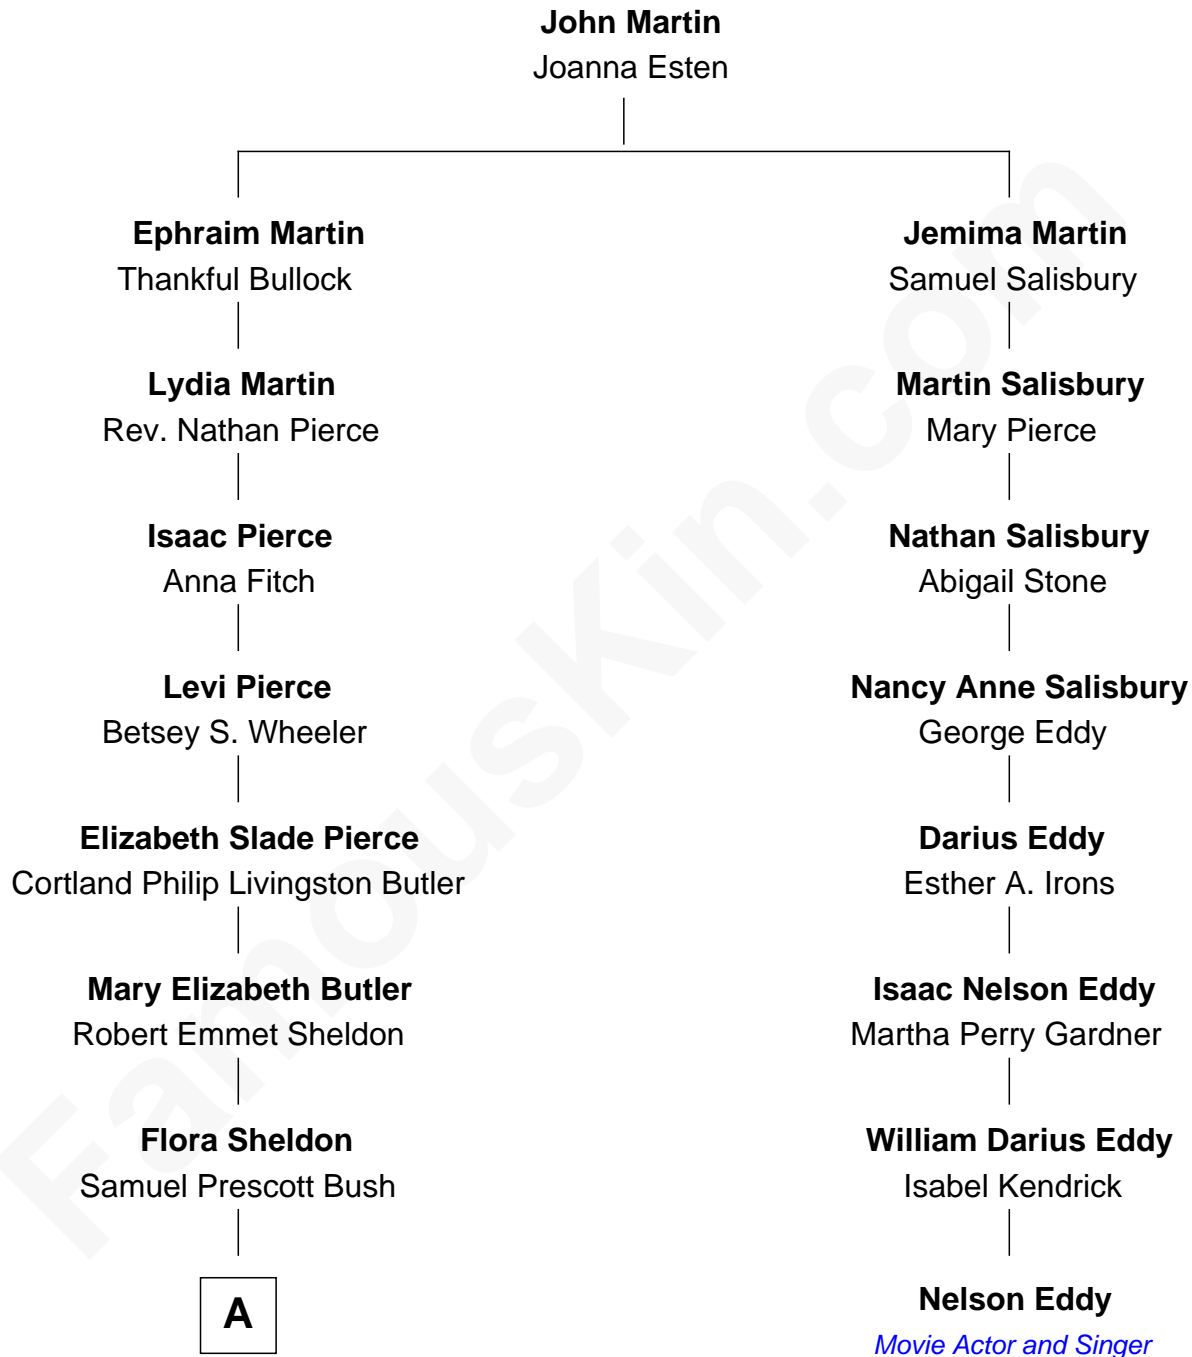 John Martin
Joanna Esten
Ephraim Martin
Thankful Bullock
Jemima Martin
Samuel Salisbury
Lydia Martin
Rev. Nathan Pierce
Martin Salisbury
Mary Pierce
Isaac Pierce
Anna Fitch
Nathan Salisbury
Abigail Stone
Levi Pierce
Betsey S. Wheeler
Nancy Anne Salisbury
George Eddy
Elizabeth Slade Pierce
Cortland Philip Livingston Butler
Darius Eddy
Esther A. Irons
Mary Elizabeth Butler
Robert Emmet Sheldon
Isaac Nelson Eddy
Martha Perry Gardner
Flora Sheldon
Samuel Prescott Bush
William Darius Eddy
Isabel Kendrick
A
Nelson Eddy
Movie Actor and Singer
FamousKin.com